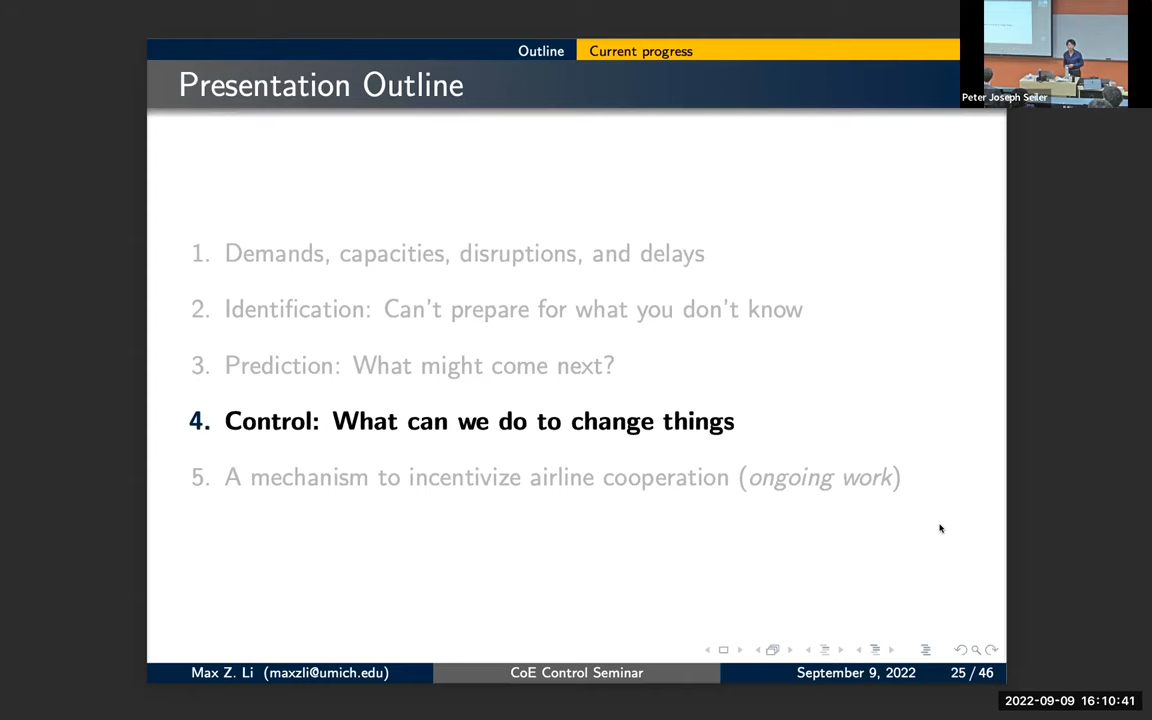 Outline
Current progress
Presentation Outline
Peter Joseph Seiler
1. Demands, capacities, disruptions, and delays
2. Identification: Can't prepare for what you don't know
3. Prediction: What might come next?
4. Control: What can we do to change things
5. A mechanism to incentivize airline cooperation (ongoing work)
Max Z. Li (maxzli@umich.edu)
CoE Control Seminar
September 9, 2022
25 / 46
2022-09-09 16:10:41